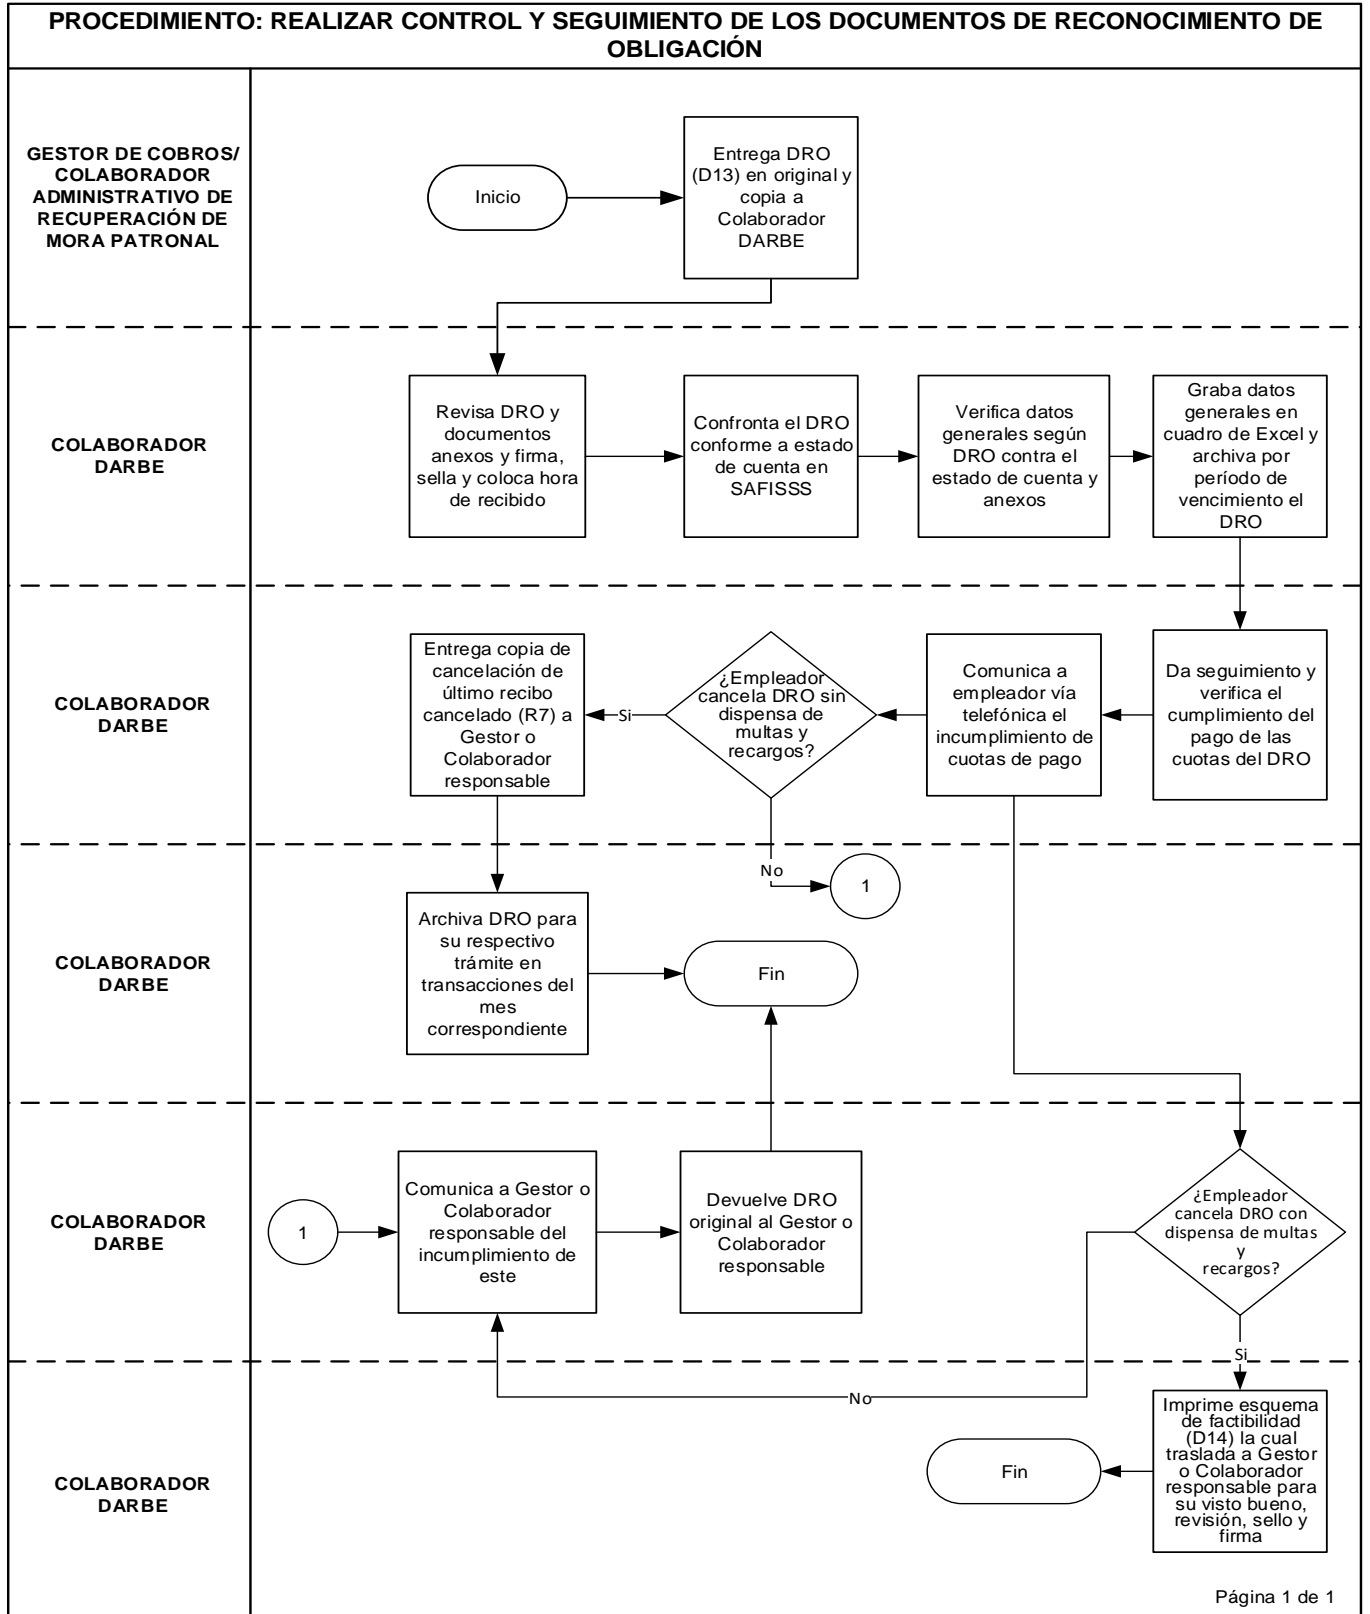 PROCEDIMIENTO: REALIZAR CONTROL Y SEGUIMIENTO DE LOS DOCUMENTOS DE RECONOCIMIENTO DE
OBLIGACIÓN
GESTOR DE COBROS/
COLABORADOR
ADMINISTRATIVO DE
RECUPERACIÓN DE
MORA PATRONAL
Inicio
Entrega DRO
(D13) en original y
copia a
Colaborador
DARBE
COLABORADOR
DARBE
Revisa DRO y
documentos
anexos y firma,
sella y coloca hora
de recibido
Confronta el DRO
conforme a estado
de cuenta en
SAFISSS
Verifica datos
generales según
DRO contra el
estado de cuenta y
anexos
Graba datos
generales en
cuadro de Excel y
archiva por
período de
vencimiento el
DRO
COLABORADOR
DARBE
Entrega copia de
cancelación de
último recibo
cancelado (R7) a
Gestor o
Colaborador
responsable
Si
¿Empleador
cancela DRO sin
dispensa de
multas y
recargos?
Comunica a
empleador vía
telefónica el
incumplimiento de
cuotas de pago
Da seguimiento y
verifica el
cumplimiento del
pago de las
cuotas del DRO
No
1
COLABORADOR
DARBE
Archiva DRO para
su respectivo
trámite en
transacciones del
mes
correspondiente
Fin
COLABORADOR
DARBE
1
Comunica a Gestor o
Colaborador
responsable del
incumplimiento de
este
Devuelve DRO
original al Gestor o
Colaborador
responsable
¿Empleador
cancela DRO con
dispensa de multas
y
recargos?
Si
No
COLABORADOR
DARBE
Fin
Imprime esquema
de factibilidad
(D14) la cual
traslada a Gestor
o Colaborador
responsable para
su visto bueno,
revisión, sello y
firma
Página 1 de 1